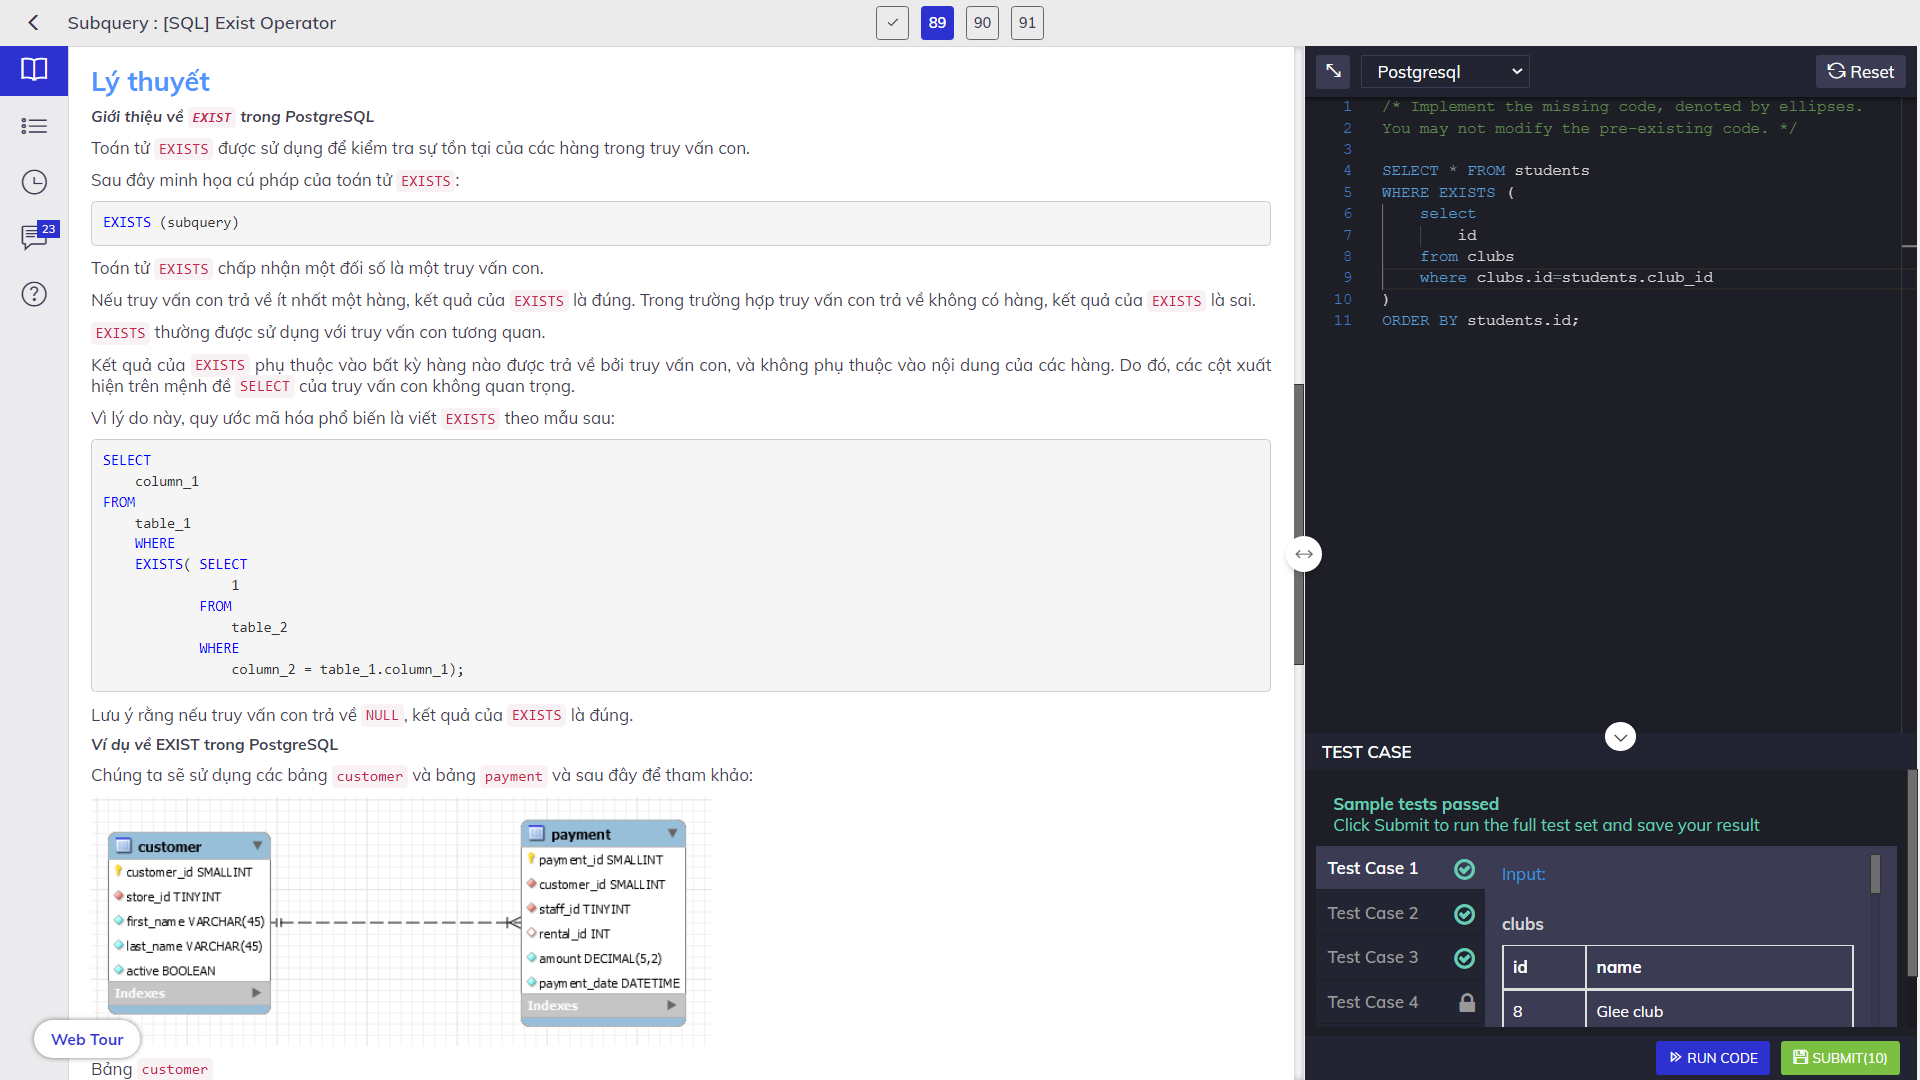 Subquery : [SQL] Exist Operator
89
90
91
23
Lý thuyết
Giới thiệu về EXIST trong PostgreSQL
Toán tử EXISTS được sử dụng để kiểm tra sự tồn tại của các hàng trong truy vấn con.
Sau đây minh họa cú pháp của toán tử EXISTS:
EXISTS (subquery)
Toán tử EXISTS chấp nhận một đối số là một truy vấn con.
Nếu truy vấn con trả về ít nhất một hàng, kết quả của EXISTS là đúng. Trong trường hợp truy vấn con trả về không có hàng, kết quả của EXISTS là sai.
EXISTS thường được sử dụng với truy vấn con tương quan.
Kết quả của EXISTS phụ thuộc vào bất kỳ hàng nào được trả về bởi truy vấn con, và không phụ thuộc vào nội dung của các hàng. Do đó, các cột xuất
hiện trên mệnh đề SELECT của truy vấn con không quan trọng.
Vì lý do này, quy ước mã hóa phổ biến là viết EXISTS theo mẫu sau:
SELECT
column_1
FROM
table_1
WHERE
EXISTS( SELECT
1
FROM
table_2
WHERE
column_2 = table_1.column_1);
Lưu ý rằng nếu truy vấn con trả về NULL, kết quả của EXISTS là đúng.
Ví dụ về EXIST trong PostgreSQL
Chúng ta sẽ sử dụng các bảng customer và bảng payment và sau đây để tham khảo:
customer
customer_id SMALLINT
store_id TINYINT
first_name VARCHAR(45)
last_name VARCHAR(45)
active BOOLEAN
Indexes
payment
payment_id SMALLINT
customer_id SMALLINT
staff_id TINYINT
rental_id INT
amount DECIMAL(5,2)
payment_date DATETIME
Indexes
Web Tour
Bảng customer
Postgresql
Reset
1 /* Implement the missing code, denoted by ellipses.
2 You may not modify the pre-existing code. */
3
4 SELECT * FROM students
5 WHERE EXISTS (
6 select
7 id
8 from clubs
9 where clubs.id=students.club_id
10 )
11 ORDER BY students.id;
TEST CASE
Sample tests passed
Click Submit to run the full test set and save your result
Test Case 1
Test Case 2
Test Case 3
Test Case 4
Input:
clubs
id name
8 Glee club
RUN CODE
SUBMIT(10)